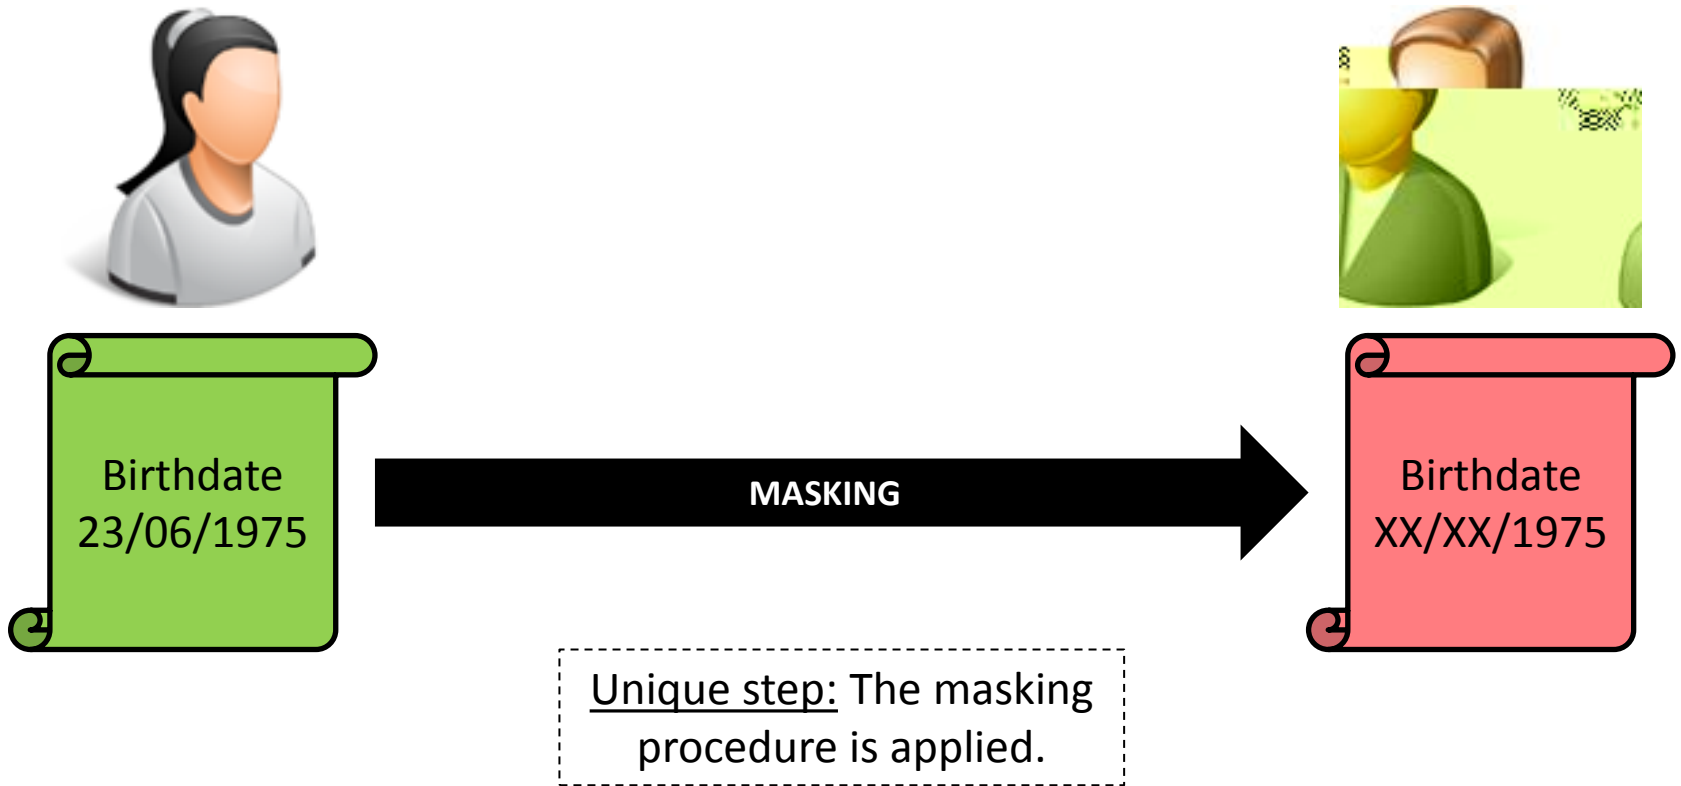 Birthdate
23/06/1975
MASKING
Birthdate
XX/XX/1975
Unique step: The masking
procedure is applied.